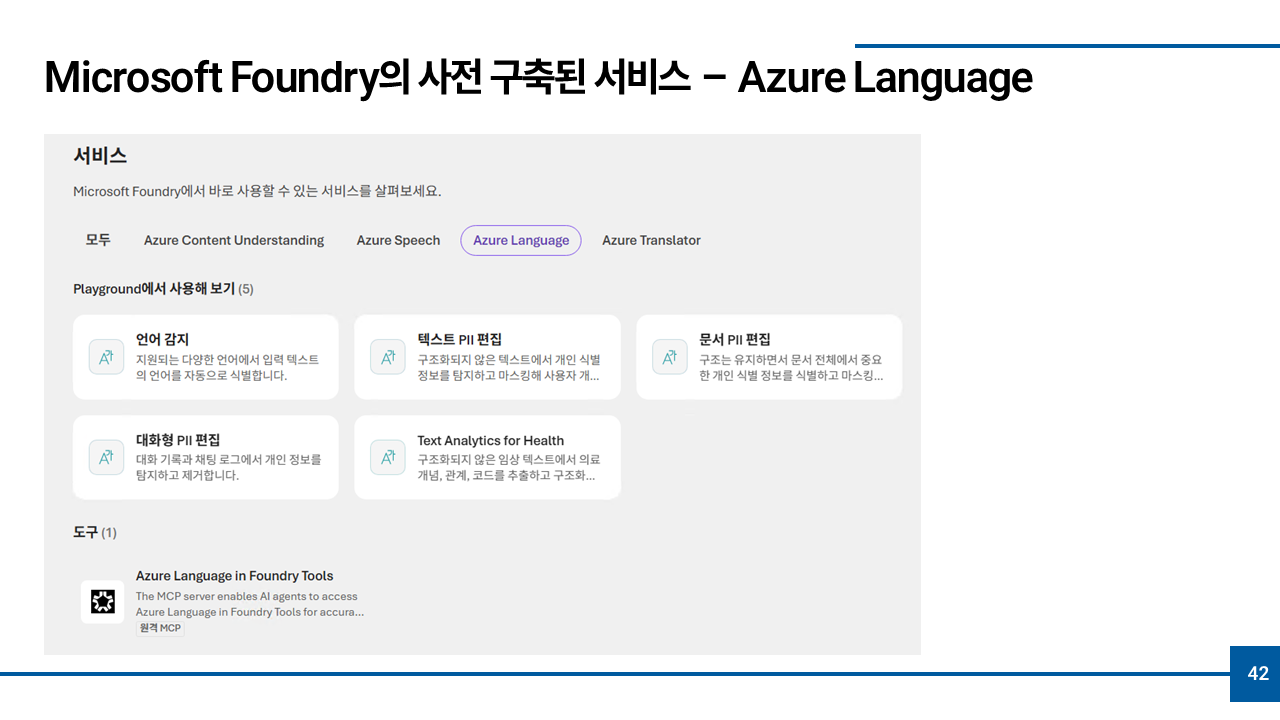 Microsoft Foundry의 사전 구축된 서비스 – Azure Language
서비스
Microsoft Foundry에서 바로 사용할 수 있는 서비스를 살펴보세요.
모두 Azure Content Understanding Azure Speech Azure Language Azure Translator
Playground에서 사용해 보기 (5)
언어 감지
지원되는 다양한 언어에서 입력 텍스트
의 언어를 자동으로 식별합니다.
텍스트 PII 편집
구조화되지 않은 텍스트에서 개인 식별
정보를 탐지하고 마스킹해 사용자 개...
문서 PII 편집
구조는 유지하면서 문서 전체에서 중요
한 개인 식별 정보를 식별하고 마스킹...
대화형 PII 편집
대화 기록과 채팅 로그에서 개인 정보를
탐지하고 제거합니다.
Text Analytics for Health
구조화되지 않은 임상 텍스트에서 의료
개념, 관계, 코드를 추출하고 구조화...
도구 (1)
Azure Language in Foundry Tools
The MCP server enables AI agents to access
Azure Language in Foundry Tools for accura...
원격 MCP
42